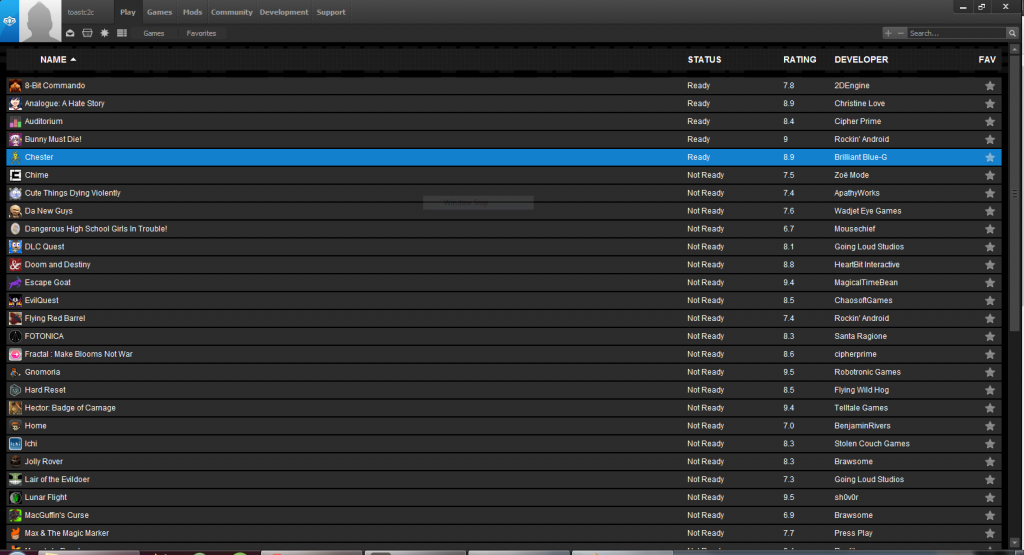 toastc2c Play Games Mods Community Development Support
Games Favorites Search...
NAME STATUS RATING DEVELOPER FAV
8-Bit Commando Ready 7.8 2DEngine
Analogue: A Hate Story Ready 8.9 Christine Love
Auditorium Ready 8.4 Cipher Prime
Bunny Must Die! Ready 9 Rockin' Android
Chester Ready 8.9 Brilliant Blue-G
Chime Not Ready 7.5 Zoë Mode
Cute Things Dying Violently Not Ready 7.4 ApathyWorks
Da New Guys Not Ready 7.6 Wadjet Eye Games
Dangerous High School Girls In Trouble! Not Ready 6.7 Mousechief
DLC Quest Not Ready 8.1 Going Loud Studios
Doom and Destiny Not Ready 8.8 HeartBit Interactive
Escape Goat Not Ready 9.4 MagicalTimeBean
EvilQuest Not Ready 8.5 ChaosoftGames
Flying Red Barrel Not Ready 7.4 Rockin' Android
FOTONICA Not Ready 8.3 Santa Ragione
Fractal : Make Blooms Not War Not Ready 8.6 cipherprime
Gnomoria Not Ready 9.5 Robotronic Games
Hard Reset Not Ready 8.5 Flying Wild Hog
Hector: Badge of Carnage Not Ready 9.4 Telltale Games
Home Not Ready 7.0 BenjaminRivers
Ichi Not Ready 8.3 Stolen Couch Games
Jolly Rover Not Ready 8.3 Brawsome
Lair of the Evildoer Not Ready 7.3 Going Loud Studios
Lunar Flight Not Ready 9.5 sh0v0r
MacGuffin's Curse Not Ready 6.9 Brawsome
Max & The Magic Marker Not Ready 7.7 Press Play